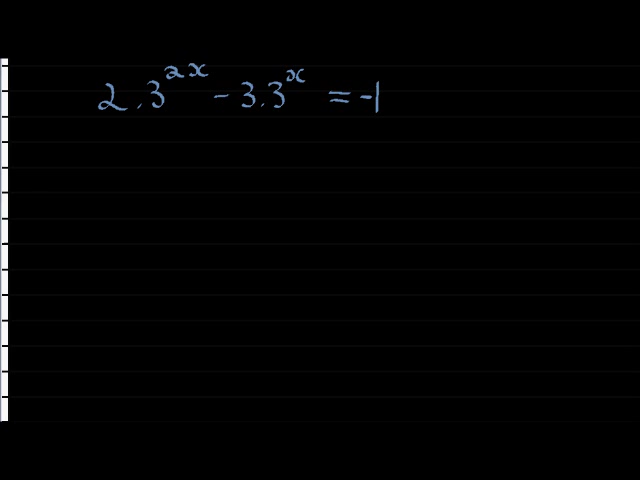 2 . 3^{2x} - 3 . 3^{x} = -1